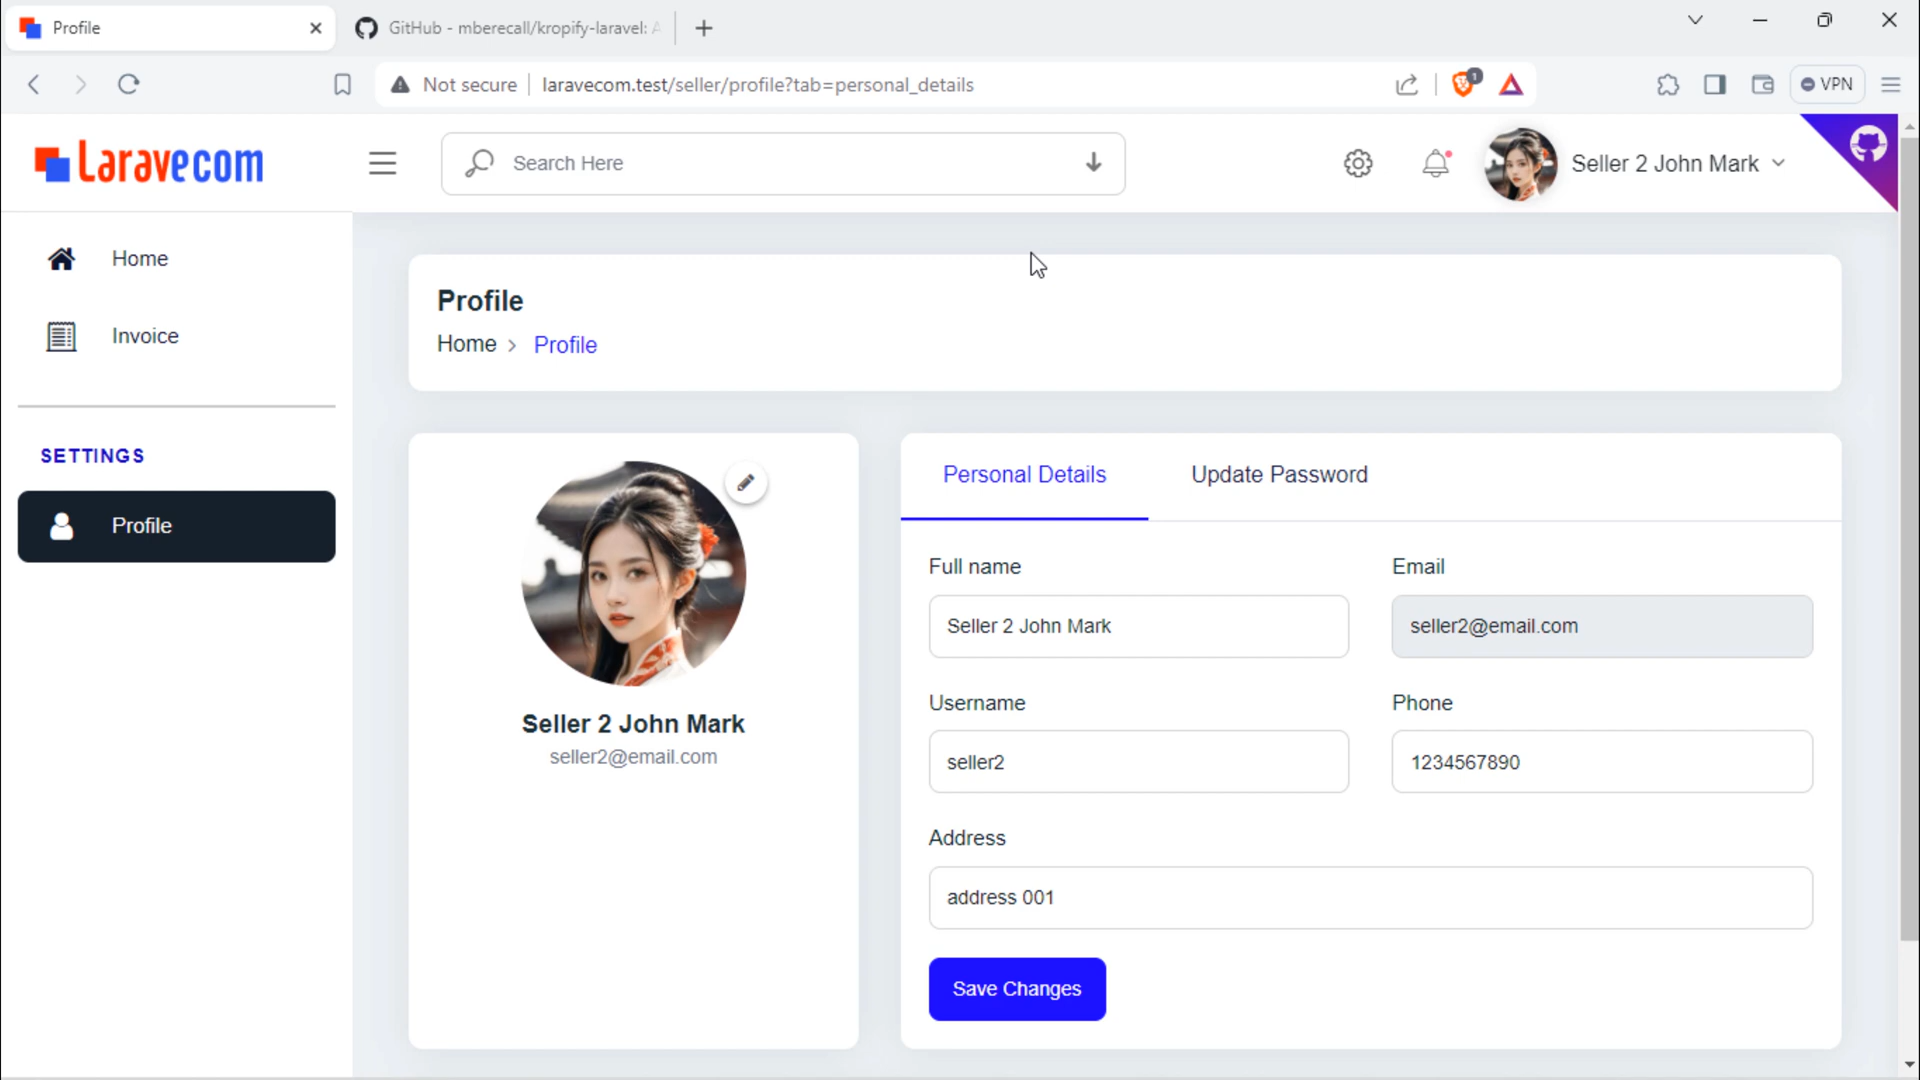 Profile
GitHub - mberecall/kropify-laravel: A
Not secure
laravecom.test/seller/profile?tab=personal_details
1
VPN
Laravecom
Search Here
Seller 2 John Mark
Home
Invoice
SETTINGS
Profile
Profile
Home
Profile
Seller 2 John Mark
seller2@email.com
Personal Details
Update Password
Full name
Email
Seller 2 John Mark
seller2@email.com
Username
Phone
seller2
1234567890
Address
address 001
Save Changes